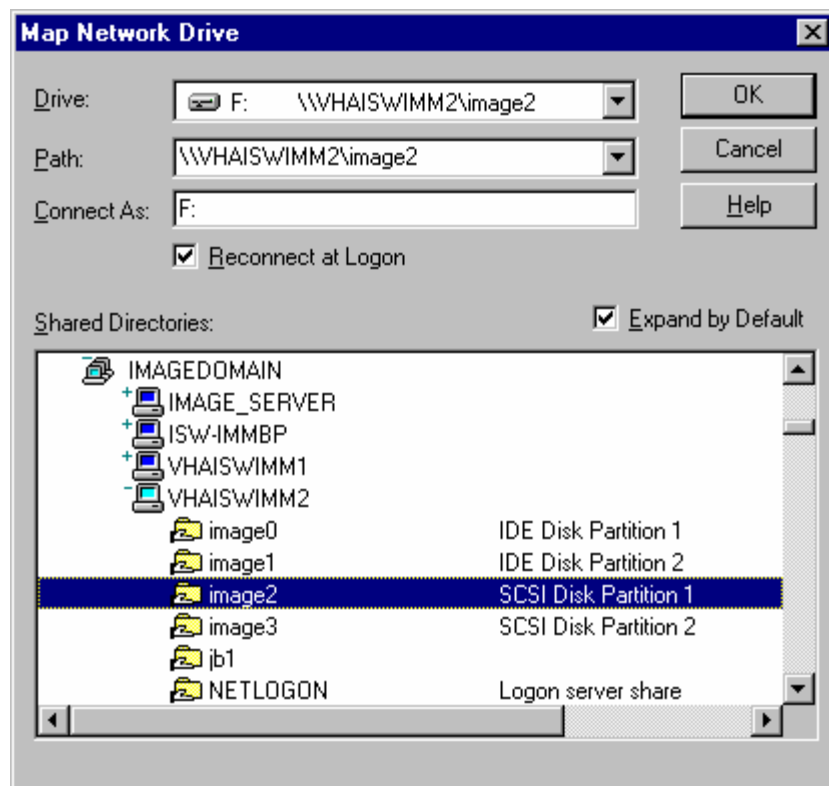 Map Network Drive
Drive: F: \\VHAISWIMM2\image2 OK
Path: \\VHAISWIMM2\image2 Cancel
Connect As: F: Help
Reconnect at Logon
Shared Directories: Expand by Default
IMAGEDOMAIN
IMAGE_SERVER
ISW-IMMBP
VHAISWIMM1
VHAISWIMM2
image0 IDE Disk Partition 1
image1 IDE Disk Partition 2
image2 SCSI Disk Partition 1
image3 SCSI Disk Partition 2
jb1
NETLOGON Logon server share